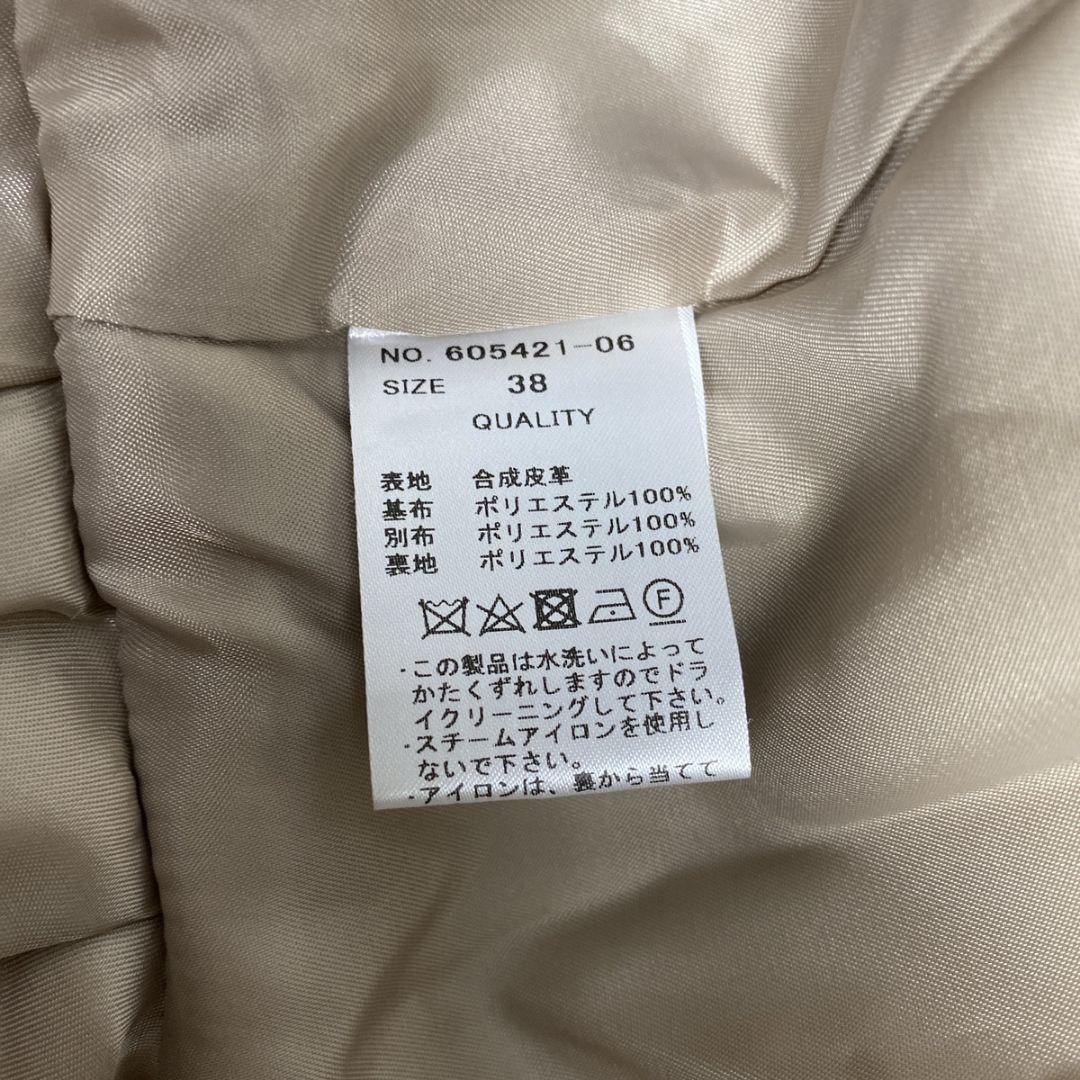 NO. 605421-06
SIZE 38
QUALITY
表地 合成皮革
基布 ポリエステル100%
別布 ポリエステル100%
裏地 ポリエステル100%
F
・この製品は水洗いによって
かたくずれしますのでドラ
イクリーニングして下さい。
・スチームアイロンを使用し
ないで下さい。
・アイロンは、裏から当てて